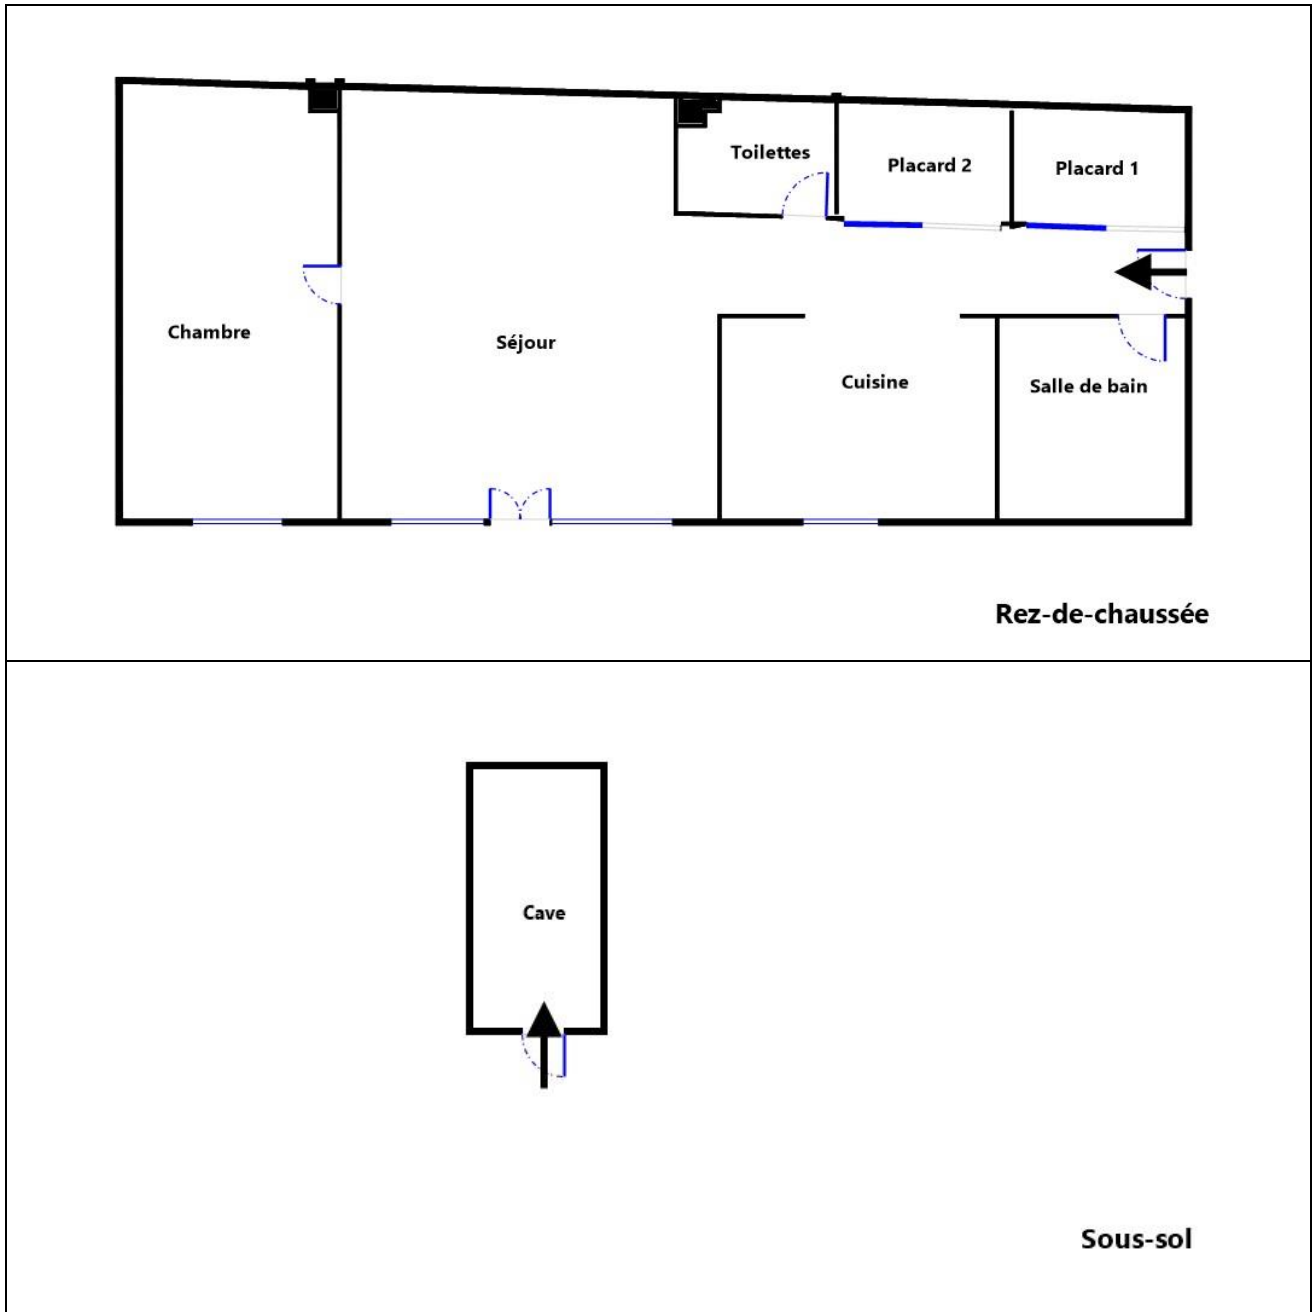 Toilettes
Placard 2
Placard 1
Chambre
Séjour
Cuisine
Salle de bain
Rez-de-chaussée
Cave
Sous-sol